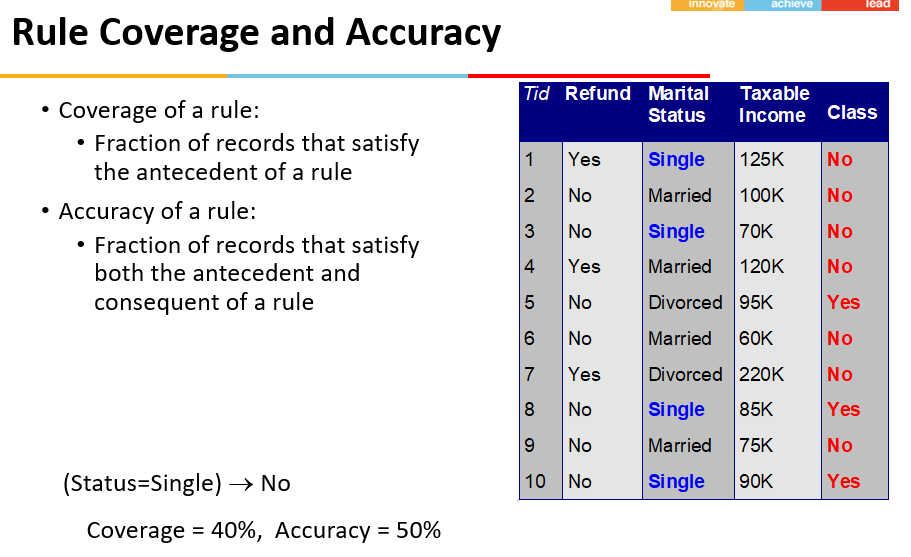 innovate achieve lead
Rule Coverage and Accuracy
• Coverage of a rule:
• Fraction of records that satisfy
the antecedent of a rule
• Accuracy of a rule:
• Fraction of records that satisfy
both the antecedent and
consequent of a rule
(Status=Single) → No
Coverage = 40%, Accuracy = 50%
Tid Refund Marital Status Taxable Income Class
1 Yes Single 125K No
2 No Married 100K No
3 No Single 70K No
4 Yes Married 120K No
5 No Divorced 95K Yes
6 No Married 60K No
7 Yes Divorced 220K No
8 No Single 85K Yes
9 No Married 75K No
10 No Single 90K Yes